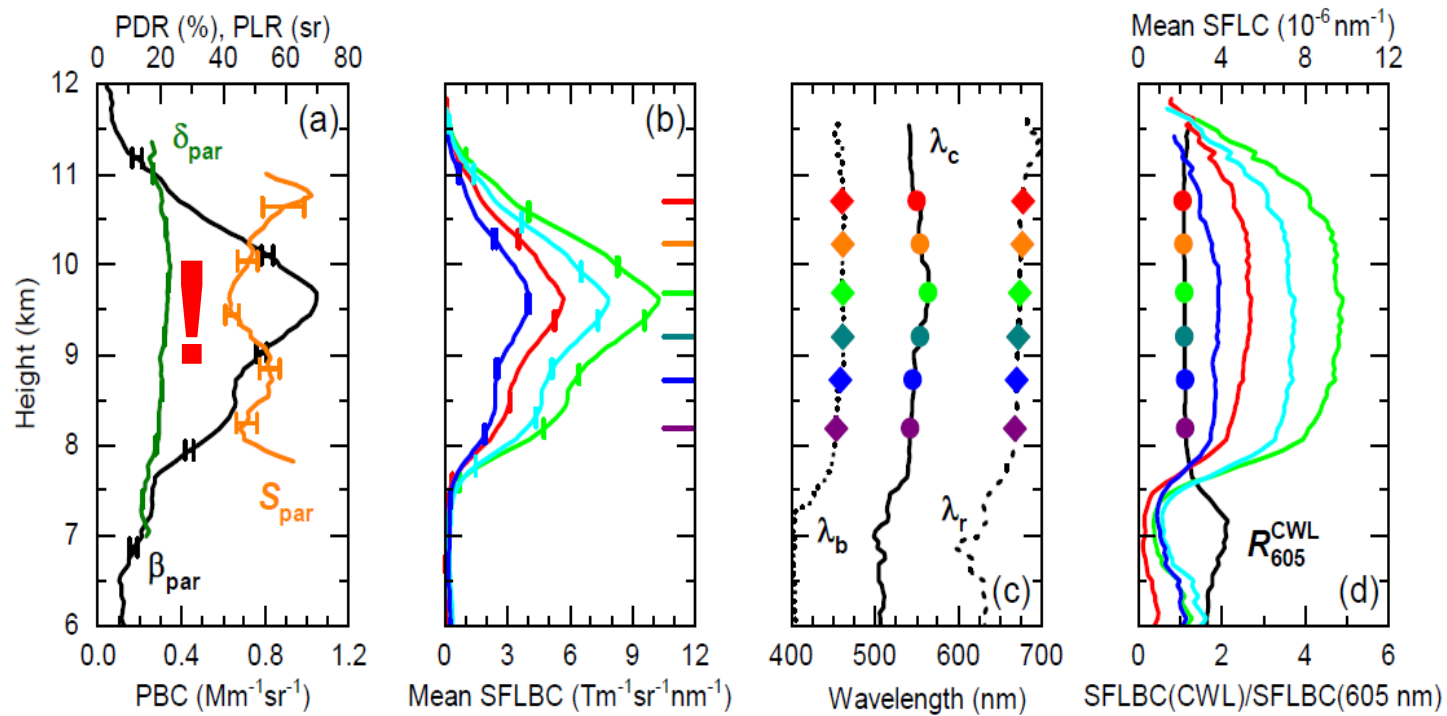 PDR (%), PLR (sr)
0 20 40 60 80
Mean SFLC (10⁻⁶ nm⁻¹)
0 4 8 12
Height (km)
12
11
10
9
8
7
6
(a)
δpar
!
Spar
βpar
0.0 0.4 0.8 1.2
PBC (Mm⁻¹sr⁻¹)
(b)
0 3 6 9 12
Mean SFLBC (Tm⁻¹sr⁻¹nm⁻¹)
λc
λb
λr
(c)
400 500 600 700
Wavelength (nm)
R605CWL
(d)
0 2 4 6
SFLBC(CWL)/SFLBC(605 nm)